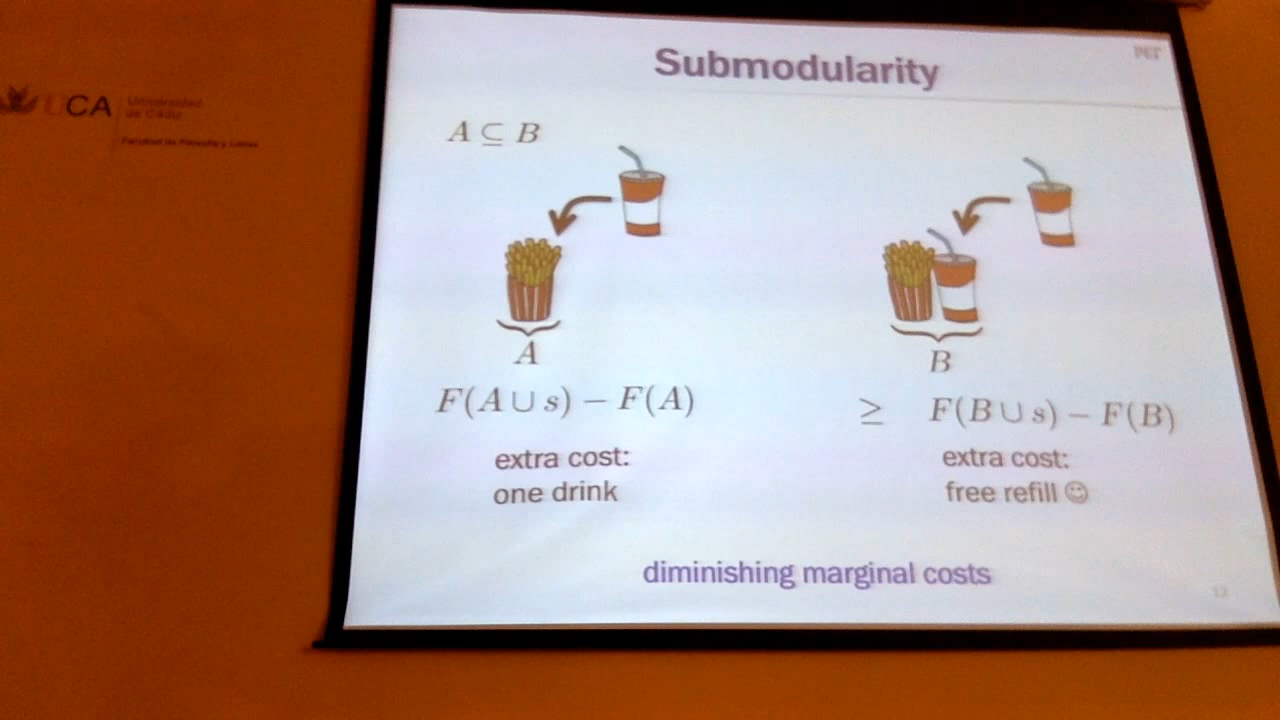 UCA
Universidad
de Cádiz
Facultad de Filosofía y Letras
Submodularity
A ⊆ B
A
B
F(A ∪ s) − F(A) ≥ F(B ∪ s) − F(B)
extra cost:
one drink
extra cost:
free refill ☺
diminishing marginal costs
12